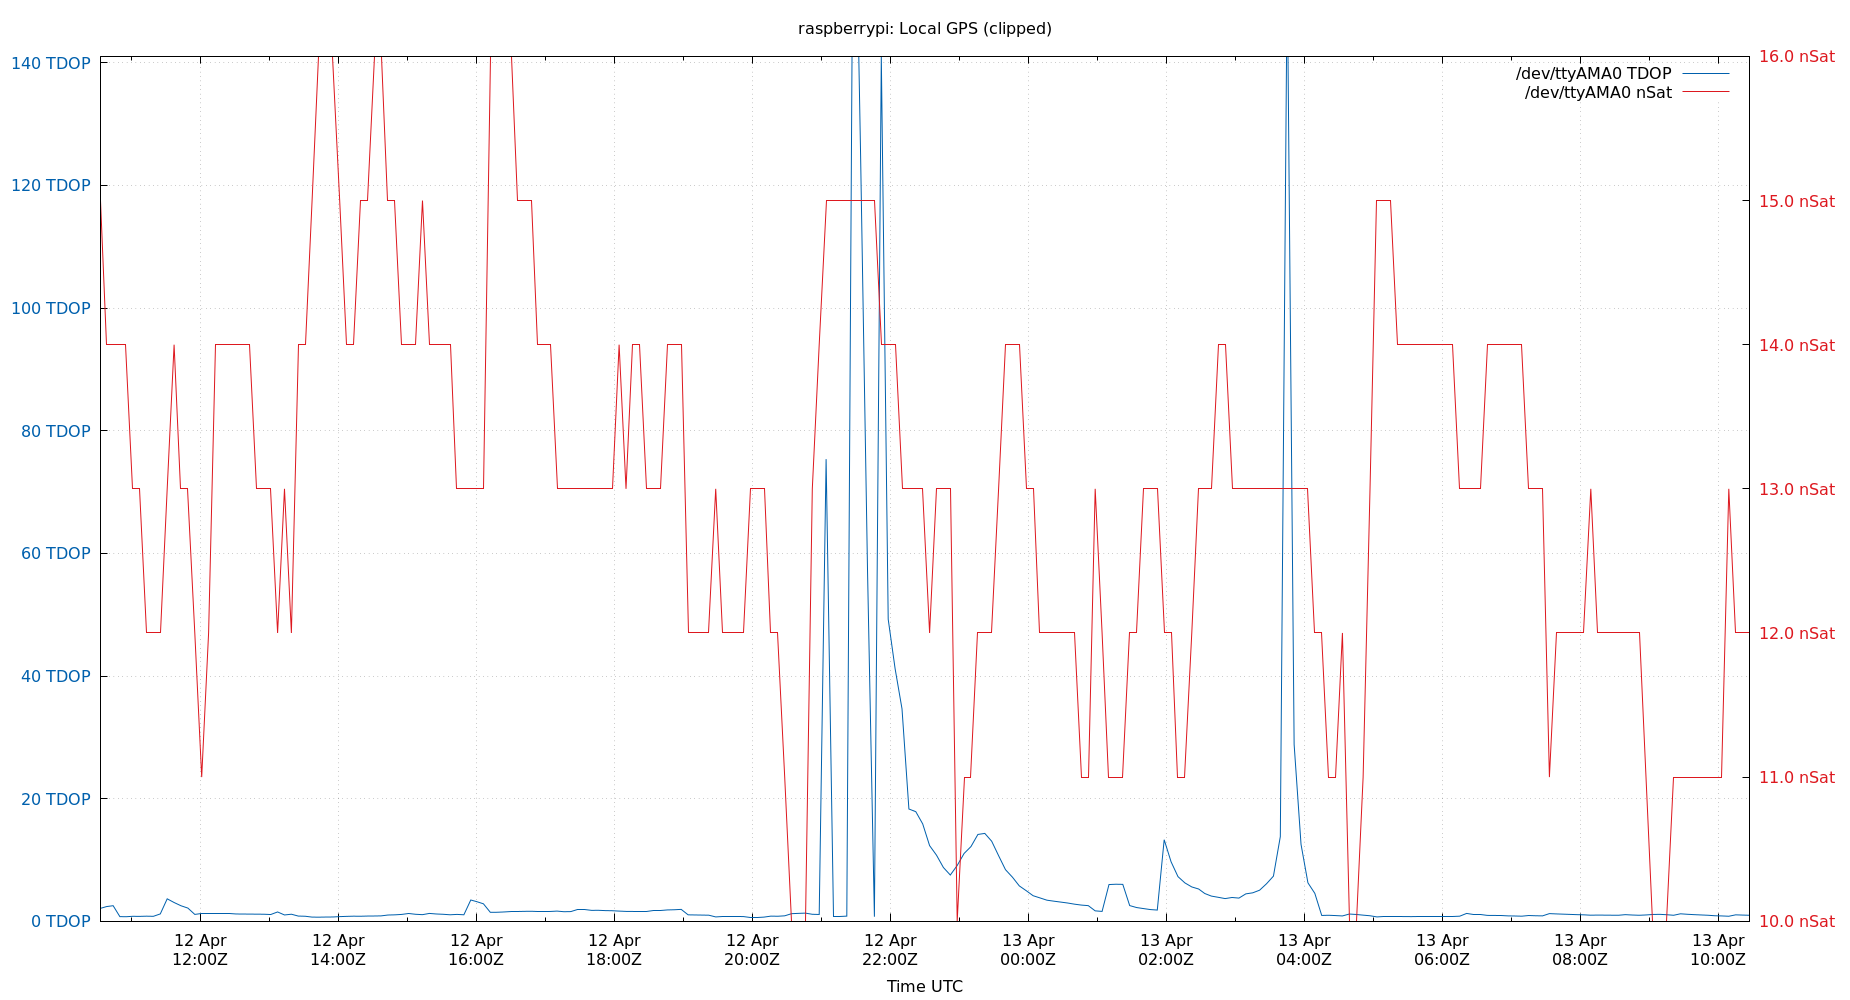 raspberrypi: Local GPS (clipped)
/dev/ttyAMA0 TDOP
/dev/ttyAMA0 nSat
140 TDOP
120 TDOP
100 TDOP
80 TDOP
60 TDOP
40 TDOP
20 TDOP
0 TDOP
16.0 nSat
15.0 nSat
14.0 nSat
13.0 nSat
12.0 nSat
11.0 nSat
10.0 nSat
12 Apr
12:00Z
12 Apr
14:00Z
12 Apr
16:00Z
12 Apr
18:00Z
12 Apr
20:00Z
12 Apr
22:00Z
13 Apr
00:00Z
13 Apr
02:00Z
13 Apr
04:00Z
13 Apr
06:00Z
13 Apr
08:00Z
13 Apr
10:00Z
Time UTC